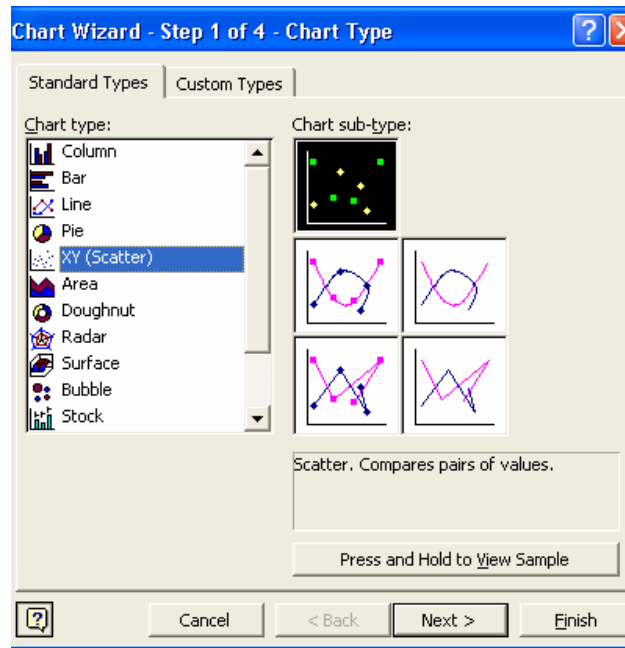 Chart Wizard - Step 1 of 4 - Chart Type
Standard Types
Custom Types
Chart type:
Column
Bar
Line
Pie
XY (Scatter)
Area
Doughnut
Radar
Surface
Bubble
Stock
Chart sub-type:
Scatter. Compares pairs of values.
Press and Hold to View Sample
Cancel
< Back
Next >
Finish